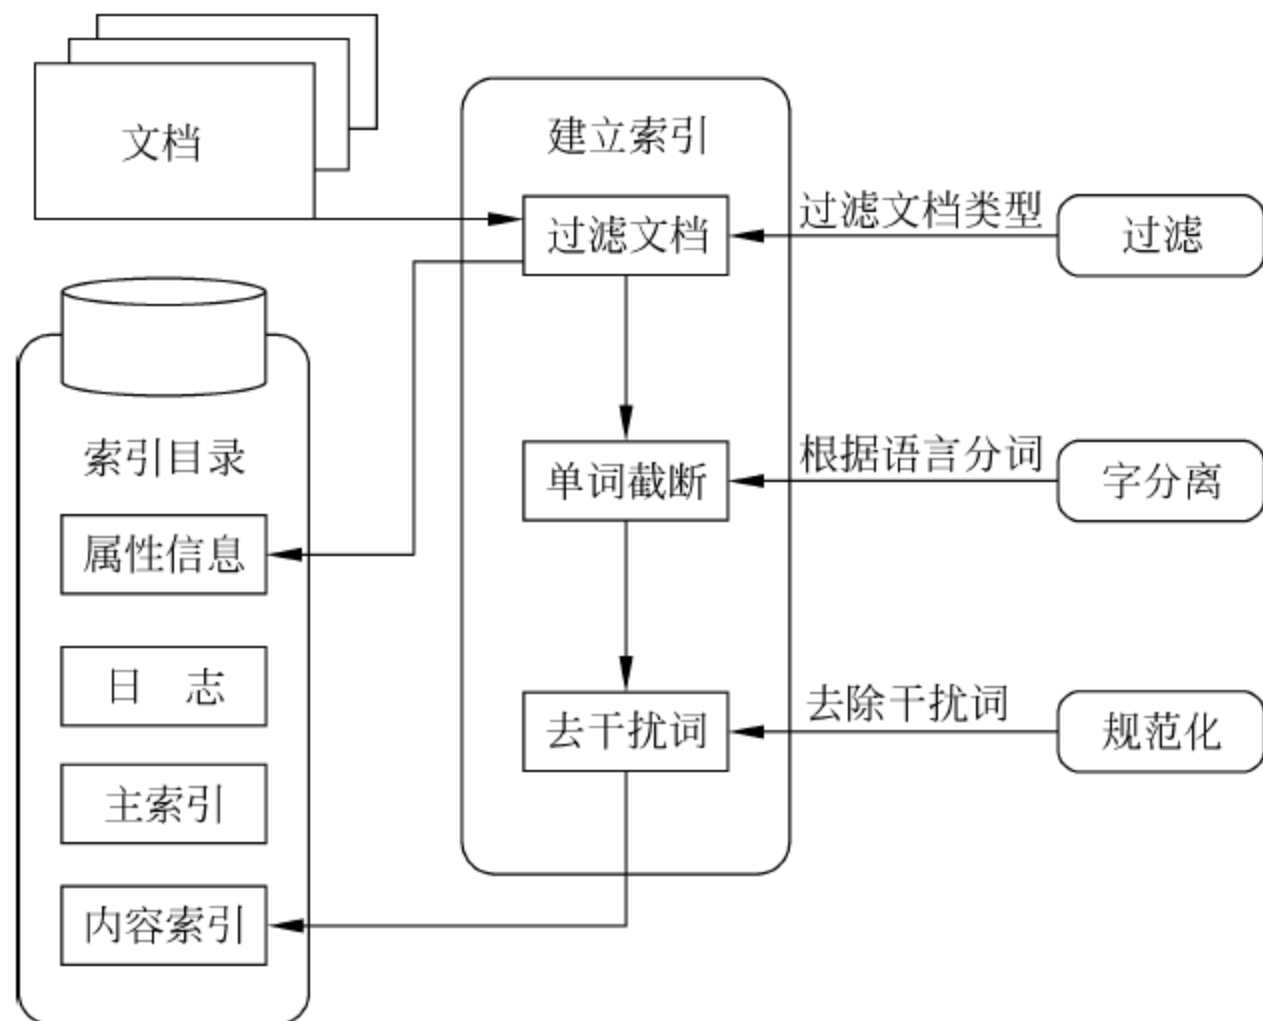 文档
建立索引
过滤文档
过滤文档类型
过滤
索引目录
单词截断
根据语言分词
字分离
属性信息
日 志
去干扰词
去除干扰词
规范化
主索引
内容索引